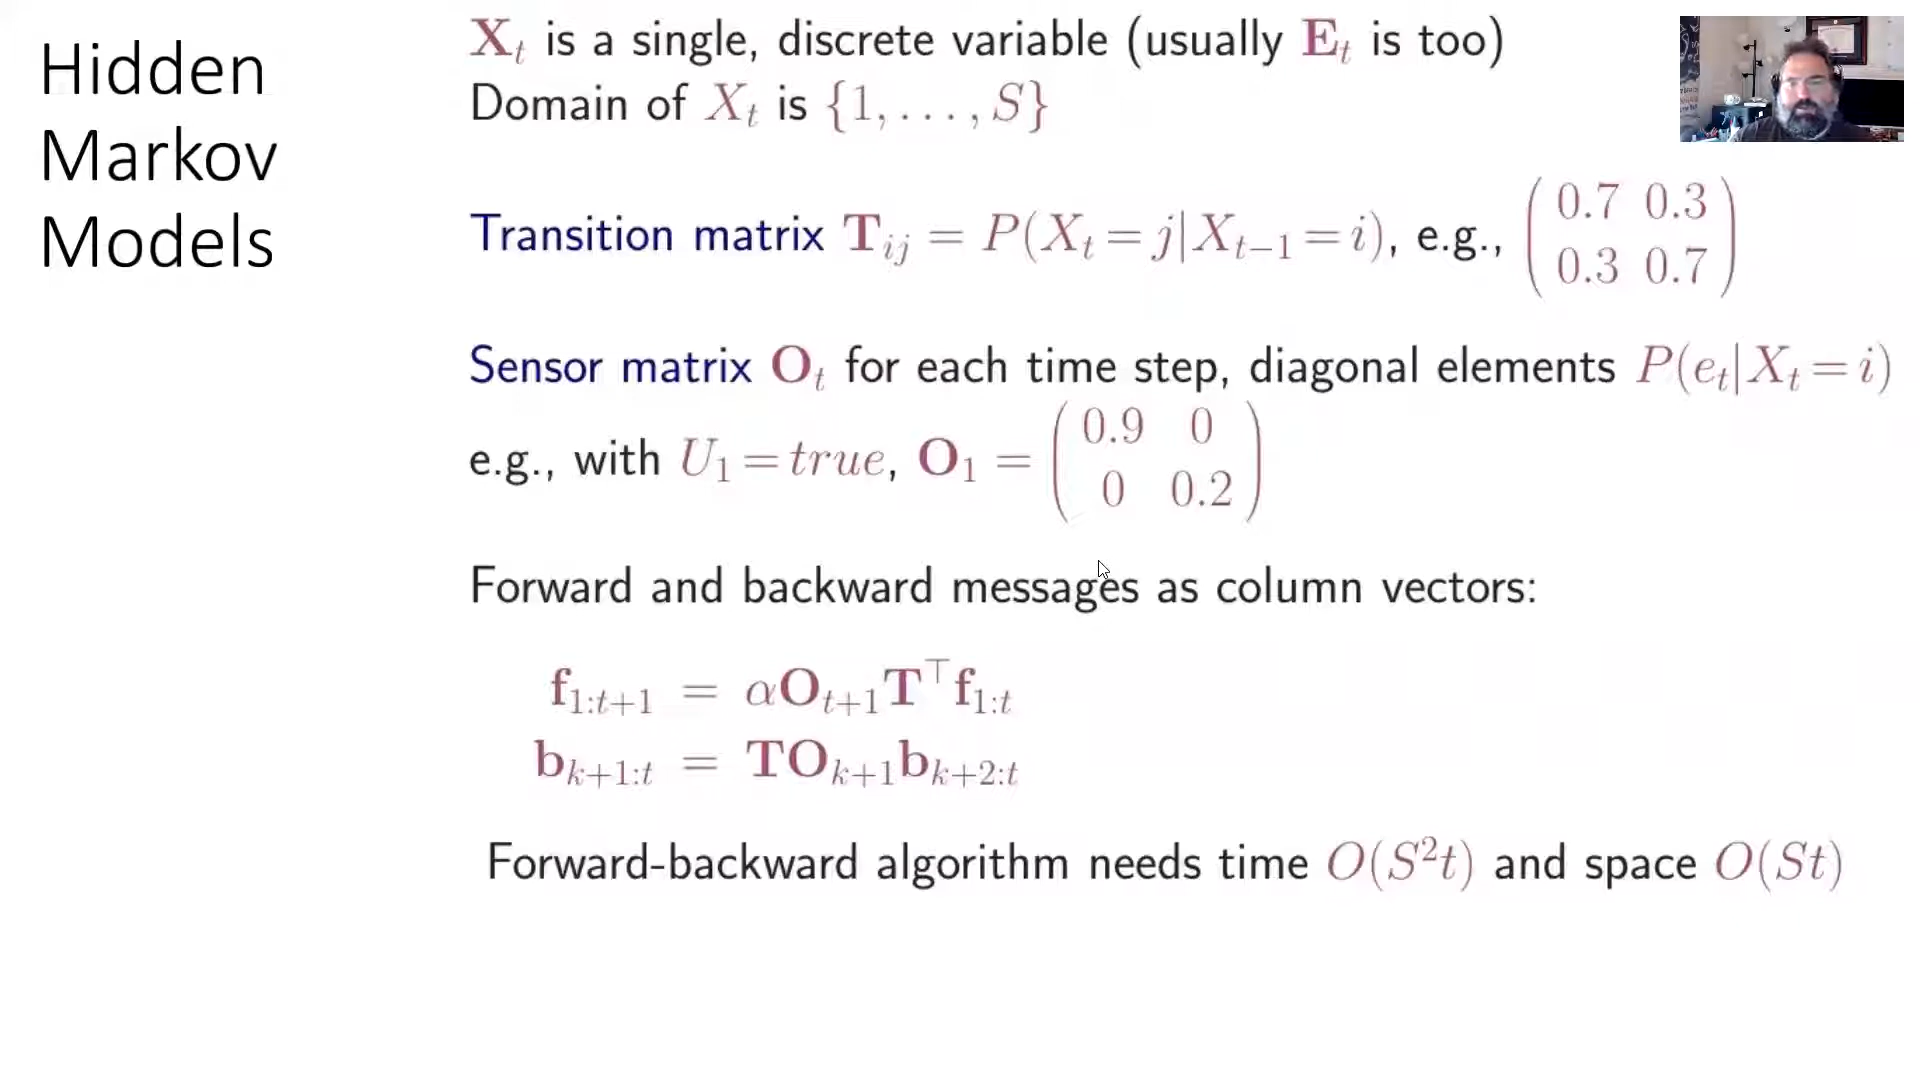 Hidden
Markov
Models
X_t is a single, discrete variable (usually E_t is too)
Domain of X_t is {1, . . . , S}
Transition matrix T_ij = P(X_t = j|X_{t−1} = i), e.g., ( 0.7 0.3
0.3 0.7 )
Sensor matrix O_t for each time step, diagonal elements P(e_t|X_t = i)
e.g., with U_1 = true, O_1 = ( 0.9 0
0 0.2 )
Forward and backward messages as column vectors:
f_{1:t+1} = αO_{t+1}T^⊤f_{1:t}
b_{k+1:t} = TO_{k+1}b_{k+2:t}
Forward-backward algorithm needs time O(S²t) and space O(St)